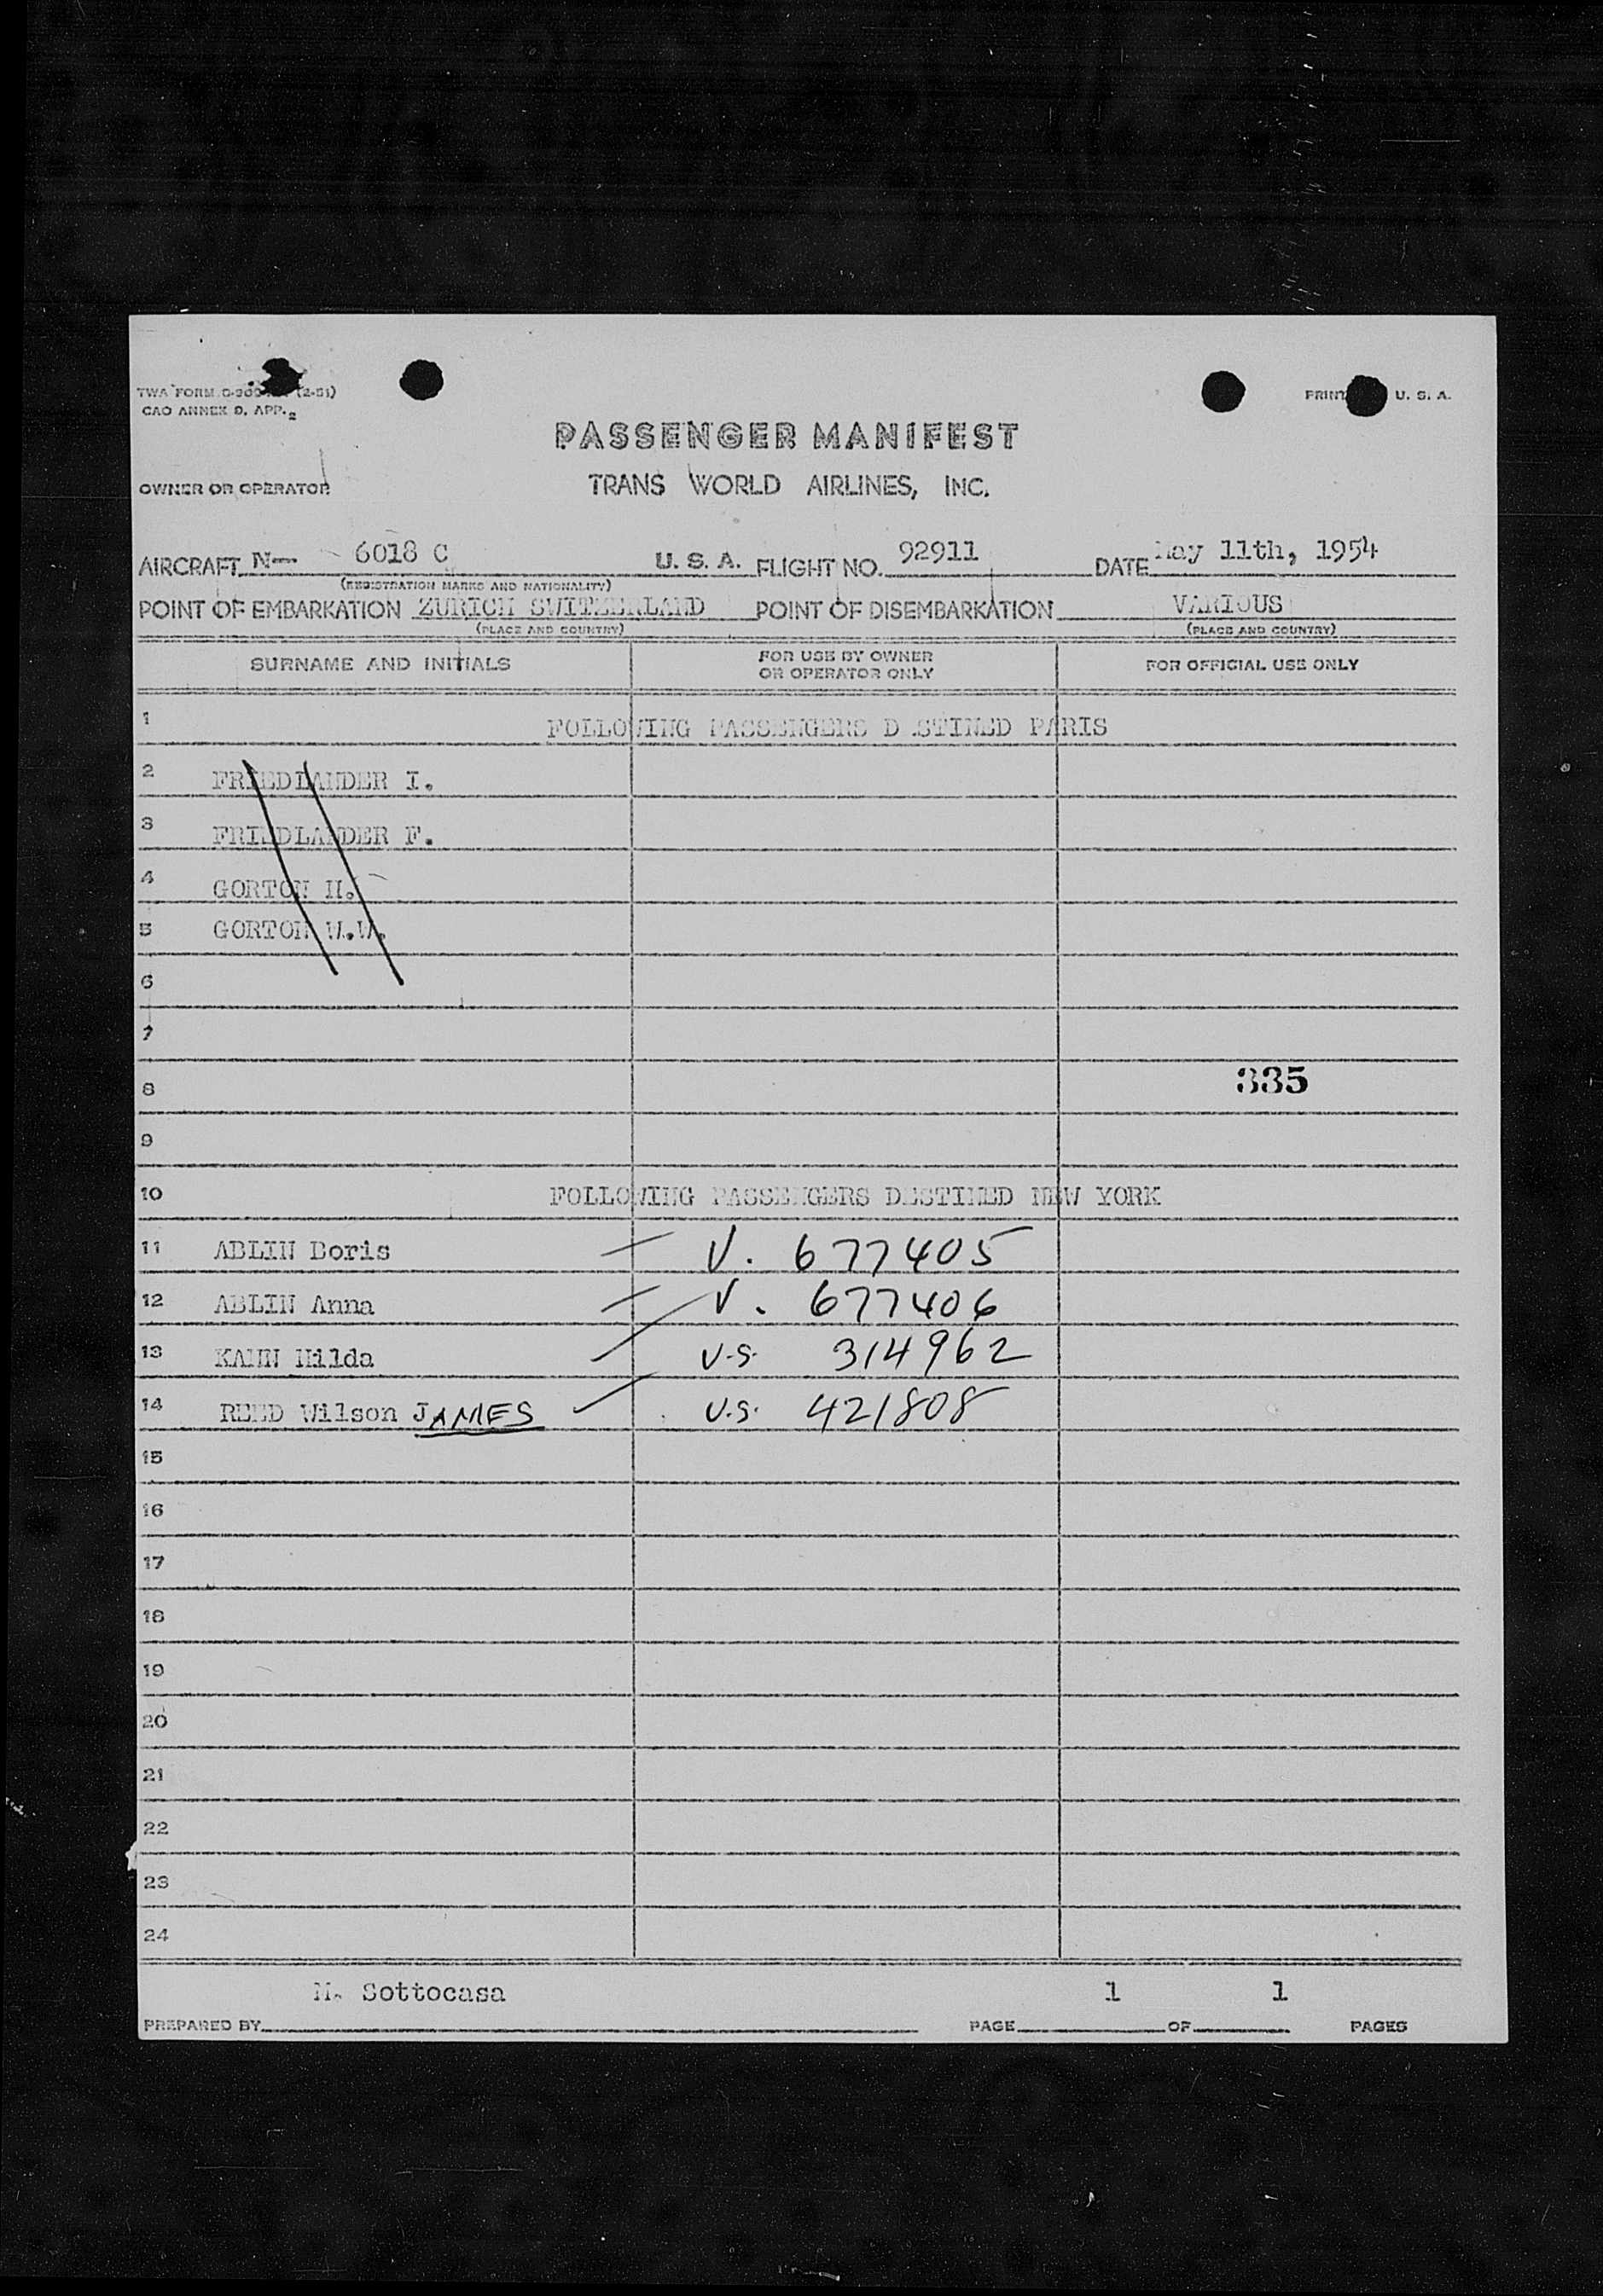 TWA FORM (2-51)
CAO ANNEX 9, APP. 2
U. S. A.
PASSENGER MANIFEST
OWNER OR OPERATOR TRANS WORLD AIRLINES, INC.
AIRCRAFT N— 6018 C U. S. A. FLIGHT NO. 92911 DATE May 11th, 1954
(REGISTRATION MARKS AND NATIONALITY)
POINT OF EMBARKATION ZURICH SWITZERLAND POINT OF DISEMBARKATION VARIOUS
(PLACE AND COUNTRY) (PLACE AND COUNTRY)
SURNAME AND INITIALS FOR USE BY OWNER OR OPERATOR ONLY FOR OFFICIAL USE ONLY
1 FOLLOWING PASSENGERS D.STINED PARIS
2 FRIEDLANDER I.
3 FRIEDLANDER F.
4 GORTON H.
5 GORTON W.W.
6
7
8 335
9
10 FOLLOWING PASSENGERS DESTINED NEW YORK
11 ABLIN Doris V. 677405
12 ABLIN Anna V. 677406
13 KAHN Hilda U.S. 314962
14 REED Wilson JAMES U.S. 421808
15
16
17
18
19
20
21
22
23
24
PREPARED BY M. Sottocasa PAGE 1 OF 1 PAGES